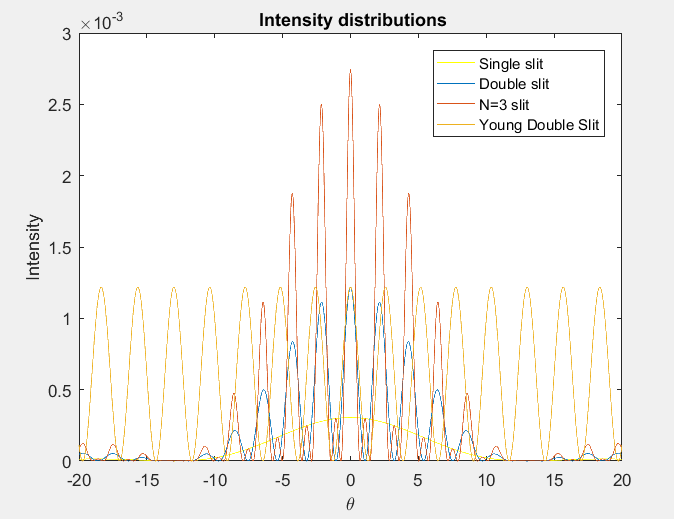 Intensity distributions
×10⁻³
3
2.5
2
1.5
1
0.5
0
Intensity
Single slit
Double slit
N=3 slit
Young Double Slit
-20 -15 -10 -5 0 5 10 15 20
θ